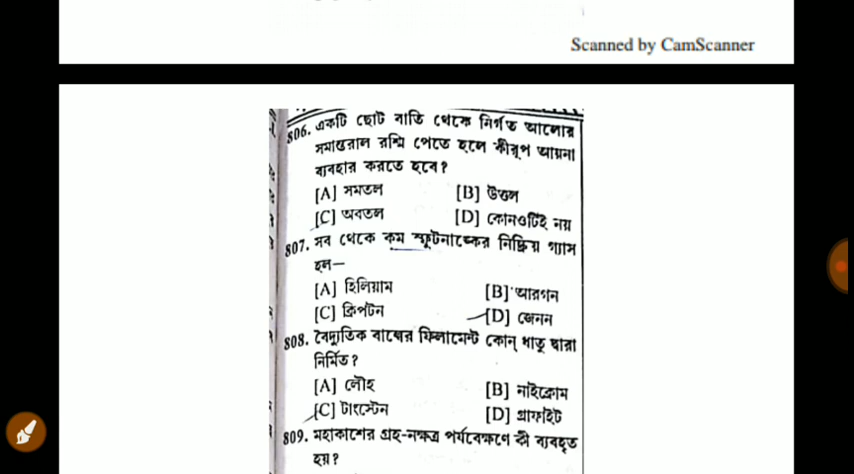 Scanned by CamScanner
806. একটি ছোট বাতি থেকে নির্গত আলোর
সমান্তরাল রশ্মি পেতে হলে কীরূপ আয়না
ব্যবহার করতে হবে?
[A] সমতল [B] উত্তল
[C] অবতল [D] কোনওটিই নয়
807. সব থেকে কম স্ফুটনাঙ্কের নিষ্ক্রিয় গ্যাস
হল—
[A] হিলিয়াম [B] আরগন
[C] ক্রিপটন [D] জেনন
808. বৈদ্যুতিক বাল্বের ফিলামেন্ট কোন্ ধাতু দ্বারা
নির্মিত?
[A] লৌহ [B] নাইক্রোম
[C] টাংস্টেন [D] গ্রাফাইট
809. মহাকাশের গ্রহ-নক্ষত্র পর্যবেক্ষণে কী ব্যবহৃত
হয়?